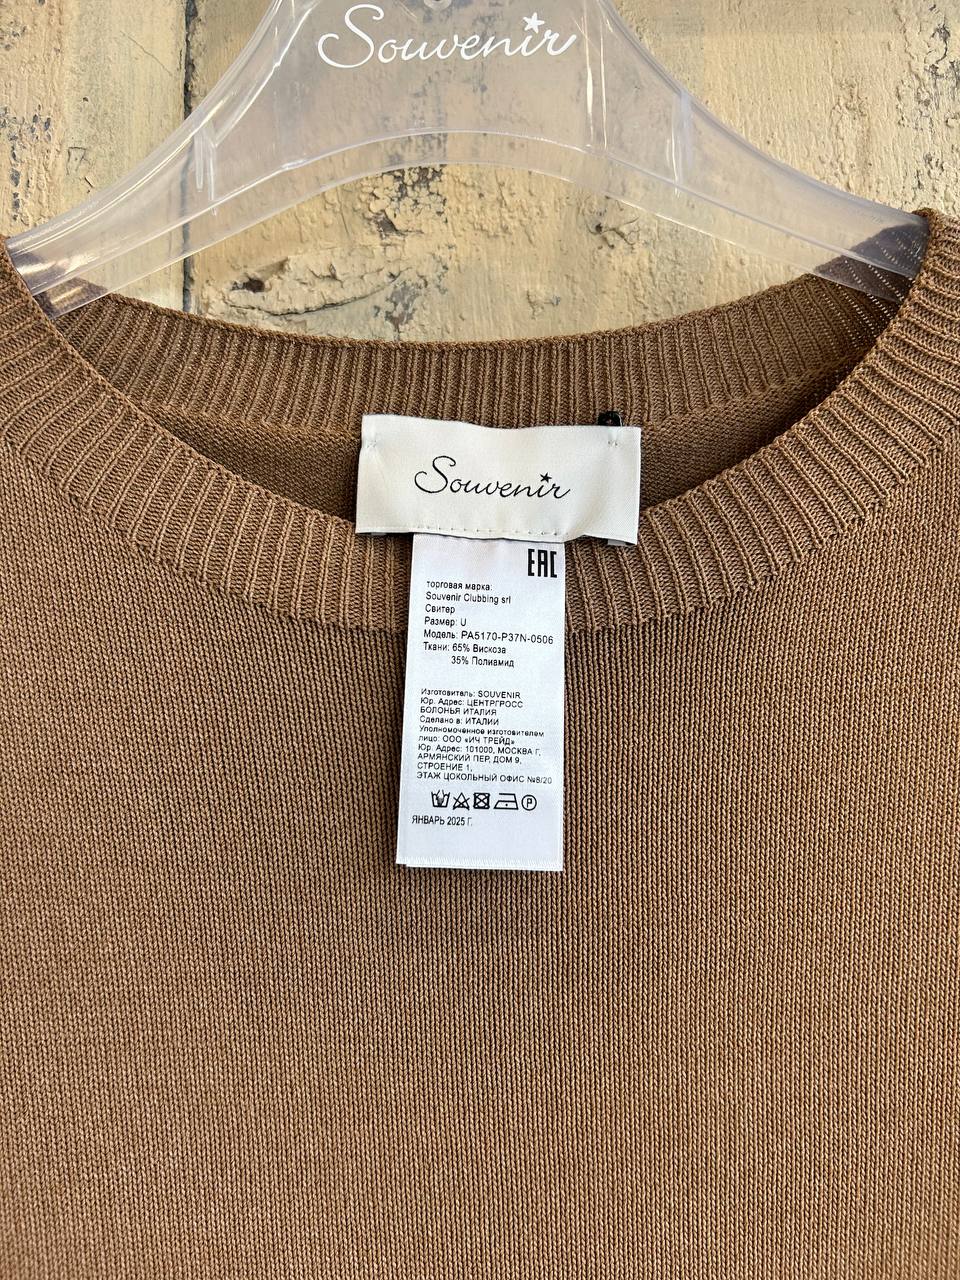 Souvenir
Souvenir
EAC
торговая марка:
Souvenir Clubbing srl
Свитер
Размер: U
Модель: PA5170-P37N-0506
Ткани: 65% Вискоза
35% Полиамид
Изготовитель: SOUVENIR
Юр. Адрес: ЦЕНТРГРОСС
БОЛОНЬЯ ИТАЛИЯ
Сделано в: ИТАЛИИ
Уполномоченное изготовителем
лицо: ООО «ИЧ ТРЕЙД»
Юр. Адрес: 101000, МОСКВА Г,
АРМЯНСКИЙ ПЕР, ДОМ 9,
СТРОЕНИЕ 1,
ЭТАЖ ЦОКОЛЬНЫЙ ОФИС №8/20
P
ЯНВАРЬ 2025 Г.